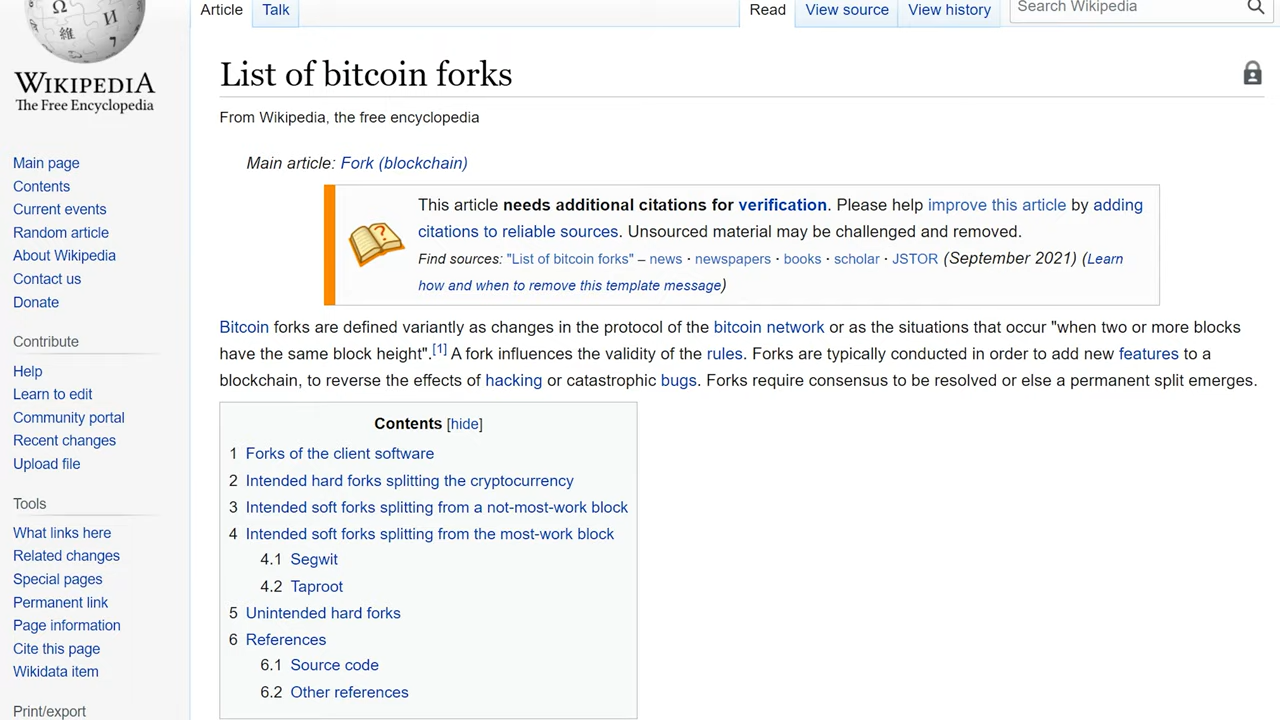 Article Talk Read View source View history Search Wikipedia
Ω И 維 7
WIKIPEDIA
The Free Encyclopedia
Main page
Contents
Current events
Random article
About Wikipedia
Contact us
Donate
Contribute
Help
Learn to edit
Community portal
Recent changes
Upload file
Tools
What links here
Related changes
Special pages
Permanent link
Page information
Cite this page
Wikidata item
Print/export
List of bitcoin forks
From Wikipedia, the free encyclopedia
Main article: Fork (blockchain)
This article needs additional citations for verification. Please help improve this article by adding
citations to reliable sources. Unsourced material may be challenged and removed.
Find sources: "List of bitcoin forks" – news · newspapers · books · scholar · JSTOR (September 2021) (Learn
how and when to remove this template message)
Bitcoin forks are defined variantly as changes in the protocol of the bitcoin network or as the situations that occur "when two or more blocks
have the same block height".[1] A fork influences the validity of the rules. Forks are typically conducted in order to add new features to a
blockchain, to reverse the effects of hacking or catastrophic bugs. Forks require consensus to be resolved or else a permanent split emerges.
Contents [hide]
1 Forks of the client software
2 Intended hard forks splitting the cryptocurrency
3 Intended soft forks splitting from a not-most-work block
4 Intended soft forks splitting from the most-work block
4.1 Segwit
4.2 Taproot
5 Unintended hard forks
6 References
6.1 Source code
6.2 Other references